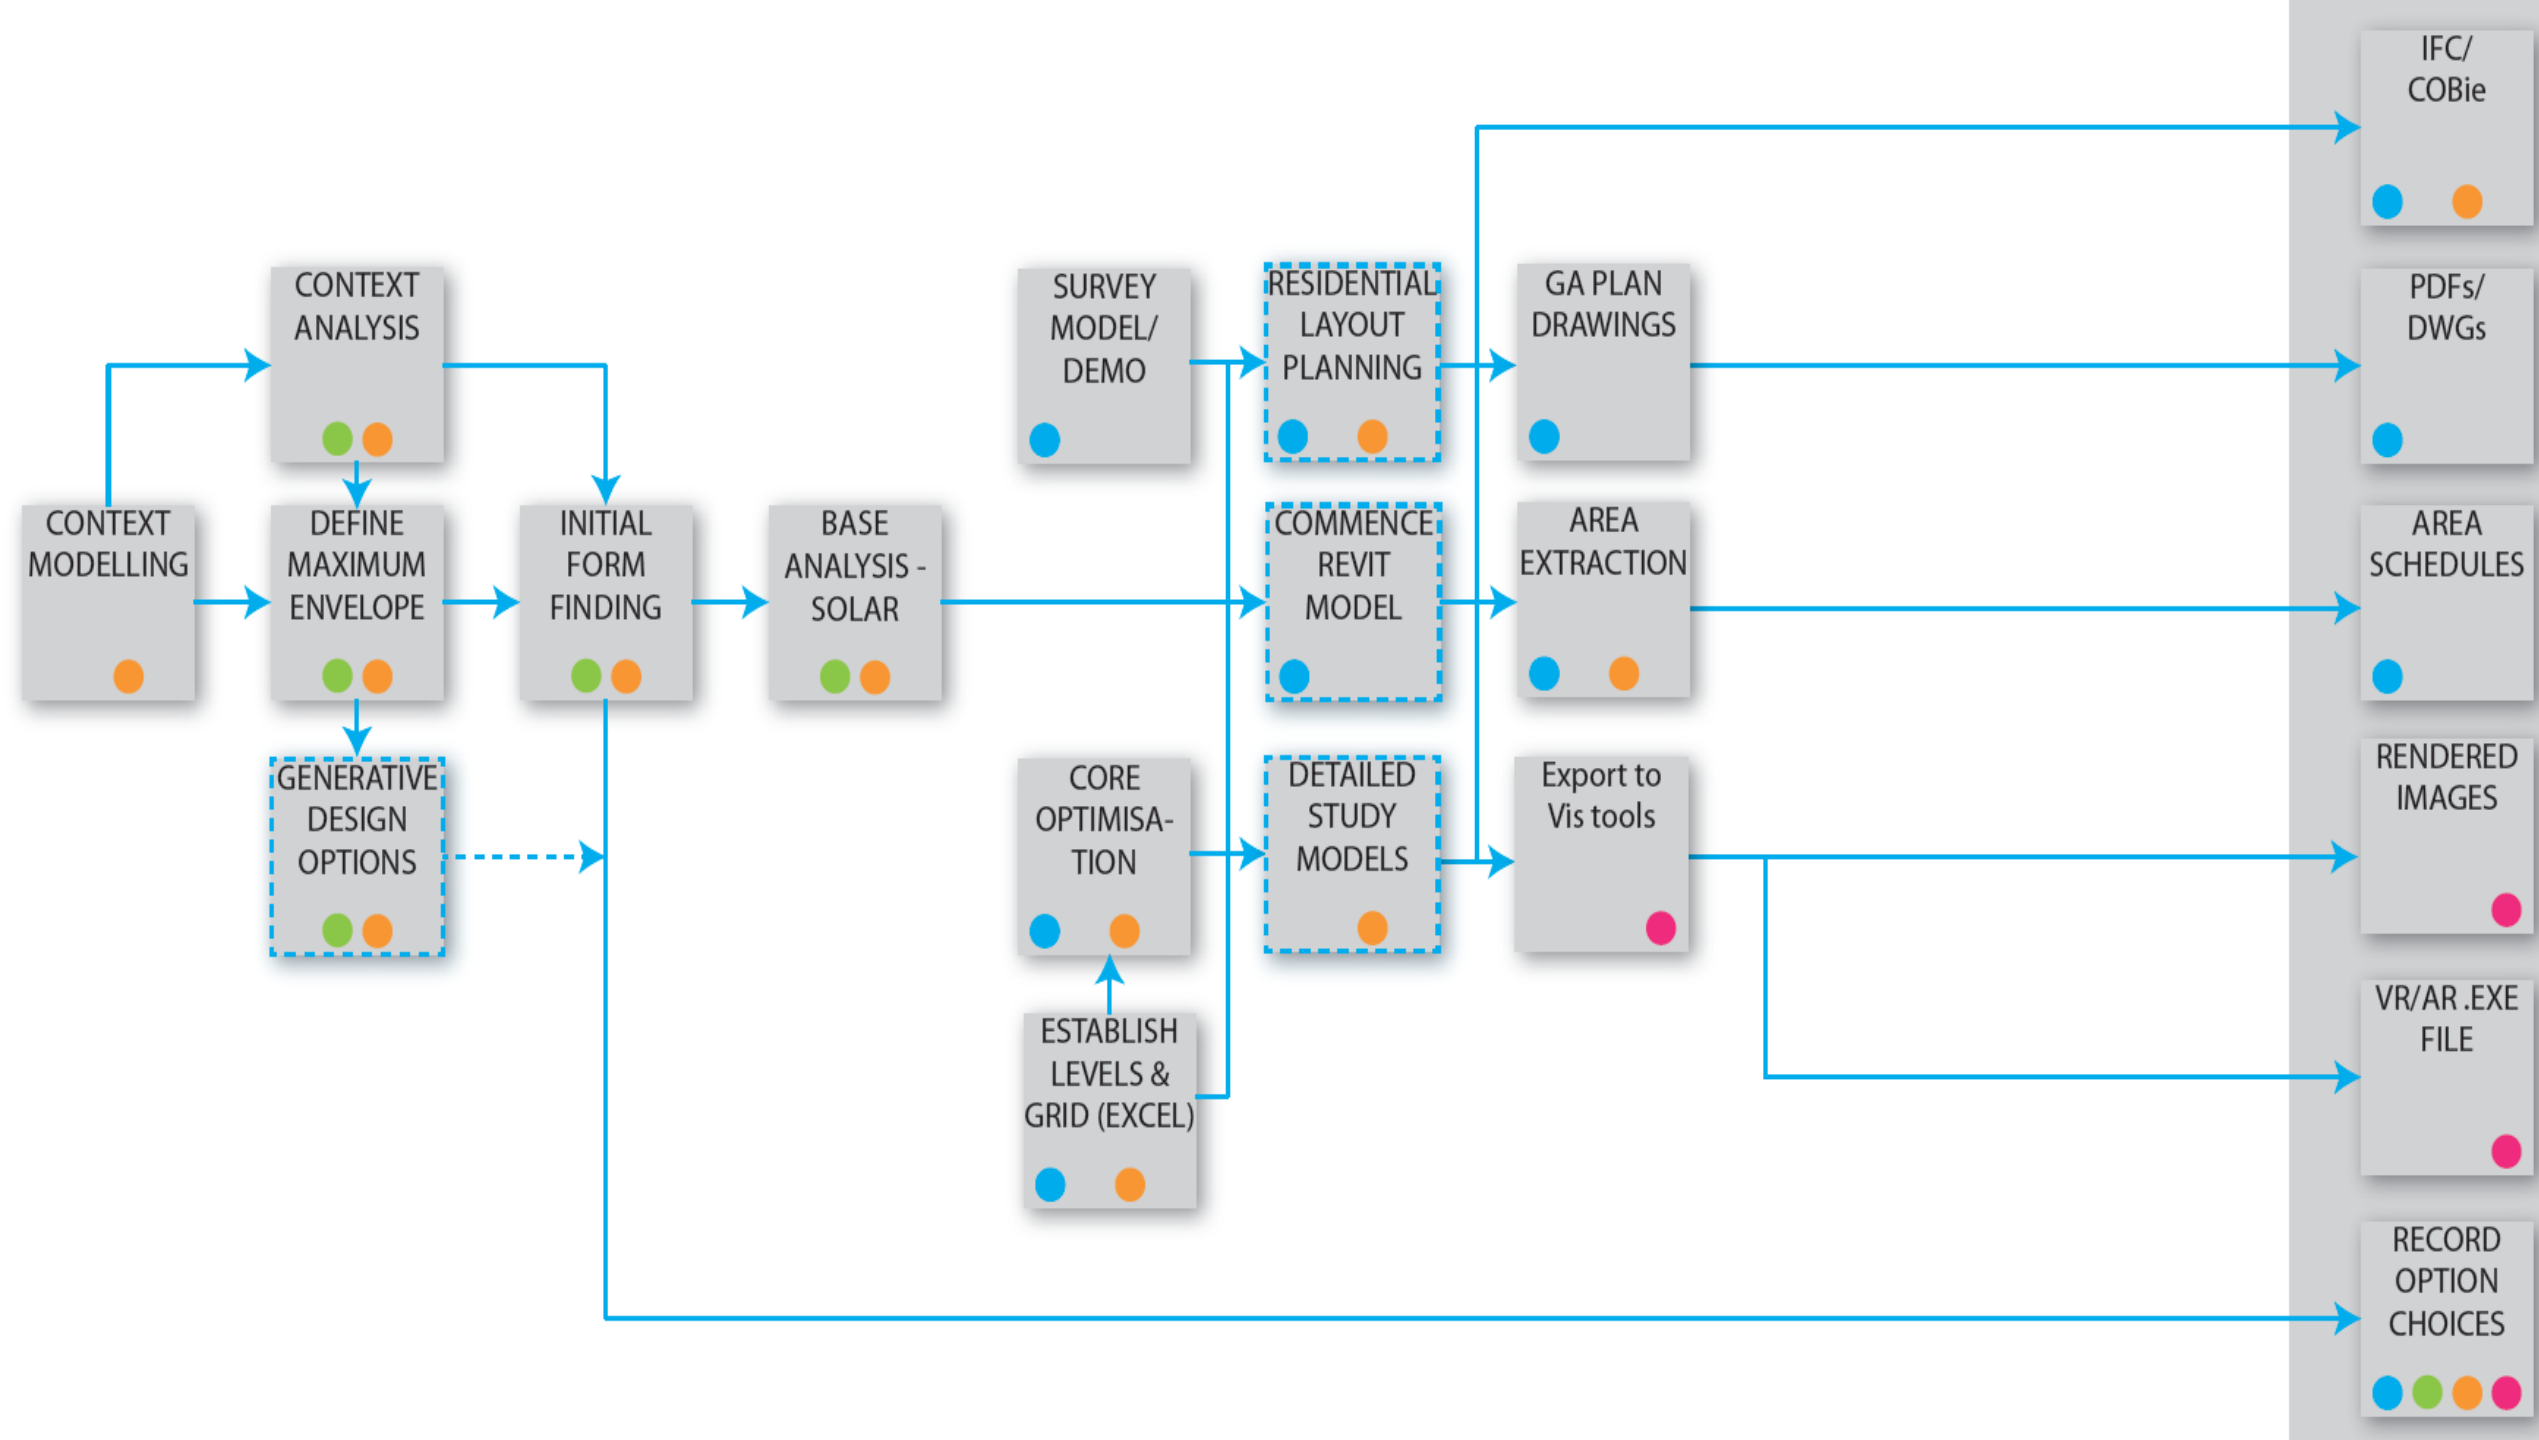 IFC/
COBie
CONTEXT
ANALYSIS
SURVEY
MODEL/
DEMO
RESIDENTIAL
LAYOUT
PLANNING
GA PLAN
DRAWINGS
PDFs/
DWGs
CONTEXT
MODELLING
DEFINE
MAXIMUM
ENVELOPE
INITIAL
FORM
FINDING
BASE
ANALYSIS -
SOLAR
COMMENCE
REVIT
MODEL
AREA
EXTRACTION
AREA
SCHEDULES
GENERATIVE
DESIGN
OPTIONS
CORE
OPTIMISA-
TION
DETAILED
STUDY
MODELS
Export to
Vis tools
RENDERED
IMAGES
ESTABLISH
LEVELS &
GRID (EXCEL)
VR/AR .EXE
FILE
RECORD
OPTION
CHOICES